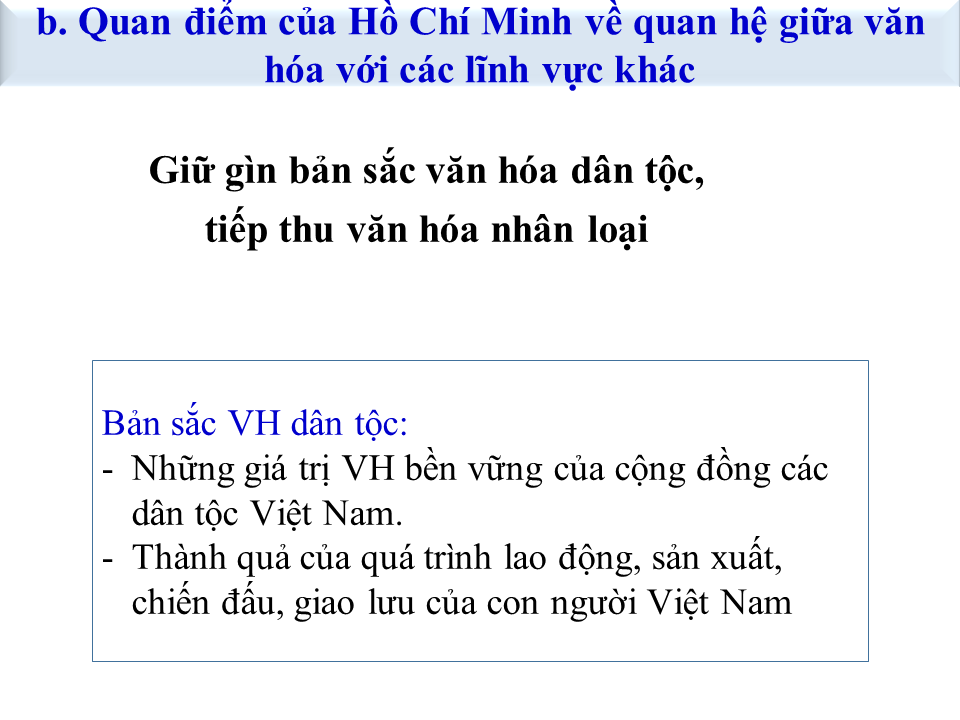 b. Quan điểm của Hồ Chí Minh về quan hệ giữa văn
hóa với các lĩnh vực khác
Giữ gìn bản sắc văn hóa dân tộc,
tiếp thu văn hóa nhân loại
Bản sắc VH dân tộc:
- Những giá trị VH bền vững của cộng đồng các
dân tộc Việt Nam.
- Thành quả của quá trình lao động, sản xuất,
chiến đấu, giao lưu của con người Việt Nam